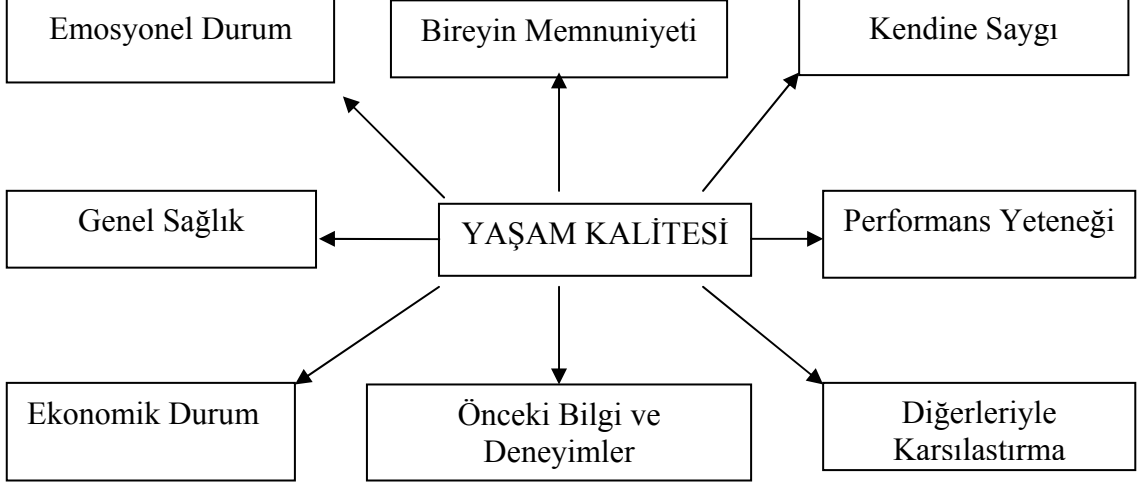 Emosyonel Durum
Bireyin Memnuniyeti
Kendine Saygı
Genel Sağlık
YAŞAM KALİTESİ
Performans Yeteneği
Ekonomik Durum
Önceki Bilgi ve
Deneyimler
Diğerleriyle
Karsılastırma